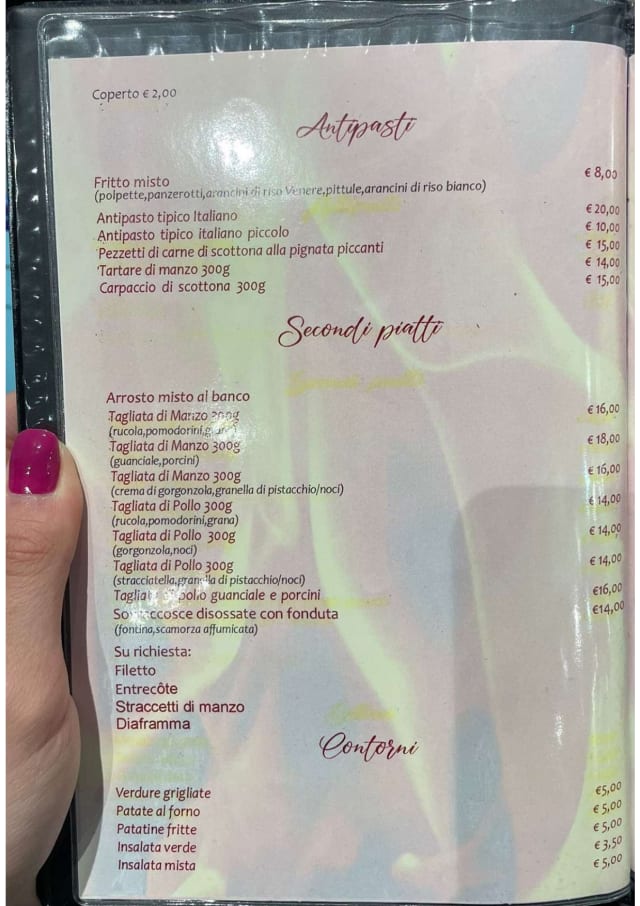 Coperto € 2,00
Antipasti
Fritto misto € 8,00
(polpette,panzerotti,arancini di riso Venere,pittule,arancini di riso bianco)
Antipasto tipico Italiano € 20,00
Antipasto tipico italiano piccolo € 10,00
Pezzetti di carne di scottona alla pignata piccanti € 15,00
Tartare di manzo 300g € 14,00
Carpaccio di scottona 300g € 15,00
Secondi piatti
Arrosto misto al banco
Tagliata di Manzo 300g € 16,00
(rucola,pomodorini,grana)
Tagliata di Manzo 300g € 18,00
(guanciale,porcini)
Tagliata di Manzo 300g € 16,00
(crema di gorgonzola,granella di pistacchio/noci)
Tagliata di Pollo 300g € 14,00
(rucola,pomodorini,grana)
Tagliata di Pollo 300g € 14,00
(gorgonzola,noci)
Tagliata di Pollo 300g € 14,00
(stracciatella,granella di pistacchio/noci)
Tagliata di pollo guanciale e porcini €16,00
disossate con fonduta €14,00
(fontina,scamorza affumicata)
Su richiesta:
Filetto
Entrecôte
Straccetti di manzo
Diaframma
Contorni
Verdure grigliate €5,00
Patate al forno € 5,00
Patatine fritte € 5,00
Insalata verde € 3,50
Insalata mista € 5,00